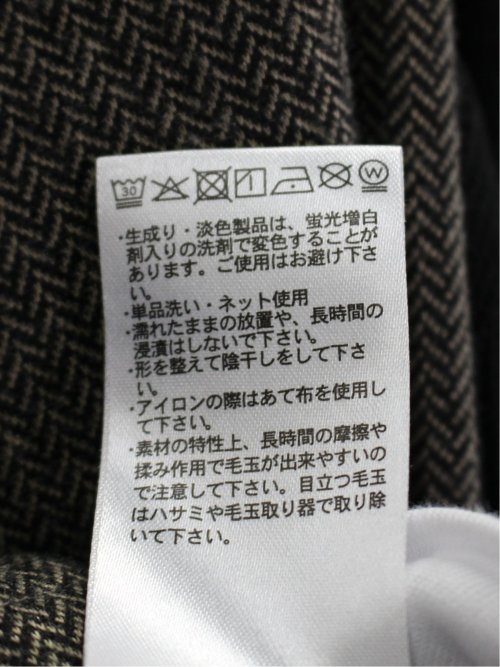 30 W
・生成り・淡色製品は、蛍光増白
剤入りの洗剤で変色することが
あります。ご使用はお避け下さ
い。
・単品洗い・ネット使用
・濡れたままの放置や、長時間の
浸漬はしないで下さい。
・形を整えて陰干しをして下さ
い。
・アイロンの際はあて布を使用し
て下さい。
・素材の特性上、長時間の摩擦や
揉み作用で毛玉が出来やすいの
で注意して下さい。目立つ毛玉
はハサミや毛玉取り器で取り除
いて下さい。